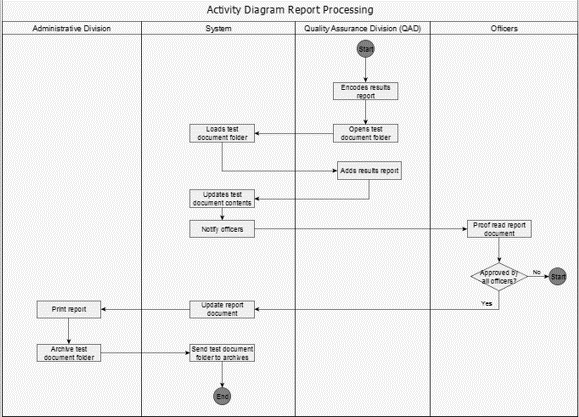 Activity Diagram Report Processing
Administrative Division
System
Quality Assurance Division (QAD)
Officers
Start
Encodes results
report
Loads test
document folder
Opens test
document folder
Adds results report
Updates test
document contents
Notify officers
Proof read report
document
Approved by
all officers?
No
Start
Yes
Print report
Update report
document
Archive test
document folder
Send test document
folder to archives
End